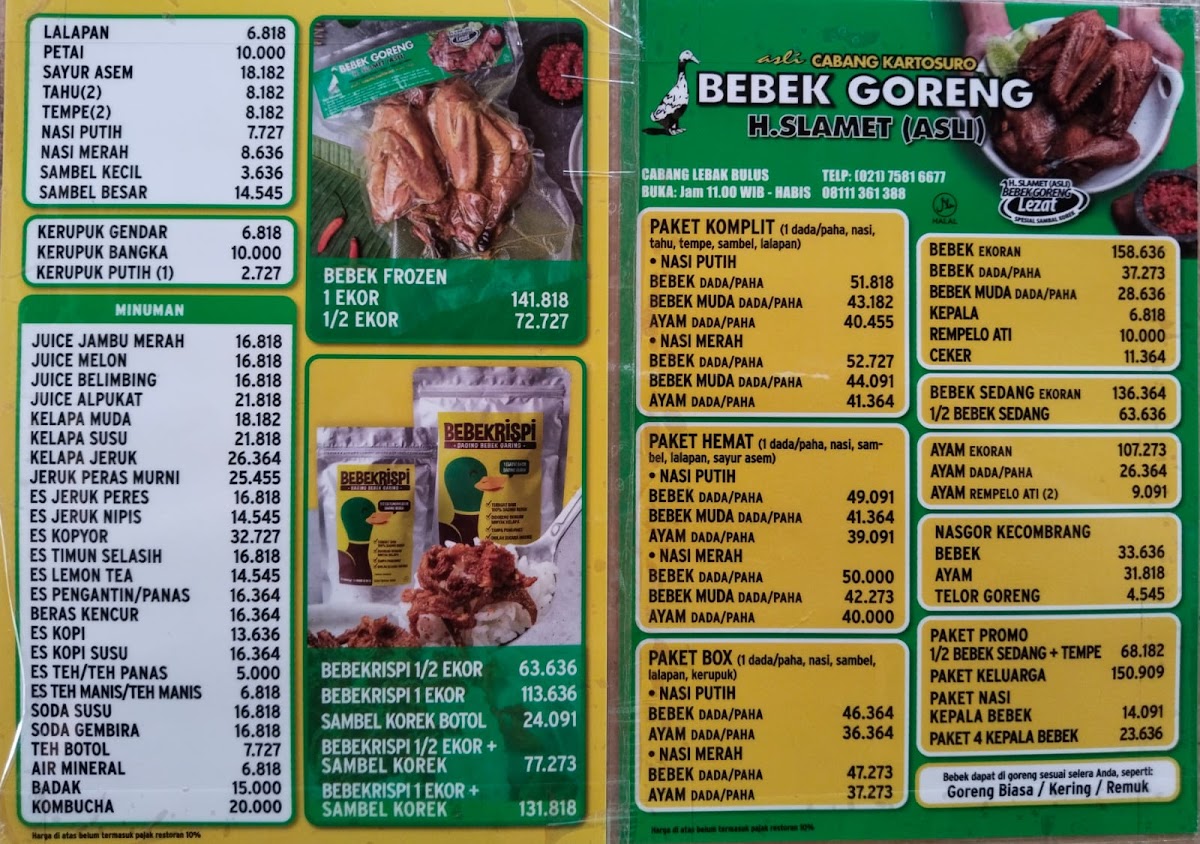 LALAPAN 6.818
PETAI 10.000
SAYUR ASEM 18.182
TAHU(2) 8.182
TEMPE(2) 8.182
NASI PUTIH 7.727
NASI MERAH 8.636
SAMBEL KECIL 3.636
SAMBEL BESAR 14.545
KERUPUK GENDAR 6.818
KERUPUK BANGKA 10.000
KERUPUK PUTIH (1) 2.727
MINUMAN
JUICE JAMBU MERAH 16.818
JUICE MELON 16.818
JUICE BELIMBING 16.818
JUICE ALPUKAT 21.818
KELAPA MUDA 18.182
KELAPA SUSU 21.818
KELAPA JERUK 26.364
JERUK PERAS MURNI 25.455
ES JERUK PERES 16.818
ES JERUK NIPIS 14.545
ES KOPYOR 32.727
ES TIMUN SELASIH 16.818
ES LEMON TEA 14.545
ES PENGANTIN/PANAS 16.364
BERAS KENCUR 16.364
ES KOPI 13.636
ES KOPI SUSU 16.364
ES TEH/TEH PANAS 5.000
ES TEH MANIS/TEH MANIS 6.818
SODA SUSU 16.818
SODA GEMBIRA 16.818
TEH BOTOL 7.727
AIR MINERAL 6.818
BADAK 15.000
KOMBUCHA 20.000
Harga di atas belum termasuk pajak restoran 10%
BEBEK GORENG
BEBEK FROZEN
1 EKOR 141.818
1/2 EKOR 72.727
BEBEKRISPI
DAGING BEBEK GARING
BEBEKRISPI
DAGING BEBEK GARING
BEBEKRISPI 1/2 EKOR 63.636
BEBEKRISPI 1 EKOR 113.636
SAMBEL KOREK BOTOL 24.091
BEBEKRISPI 1/2 EKOR +
SAMBEL KOREK 77.273
BEBEKRISPI 1 EKOR +
SAMBEL KOREK 131.818
asli CABANG KARTOSURO
BEBEK GORENG
H.SLAMET (ASLI)
CABANG LEBAK BULUS TELP: (021) 7581 6677
BUKA: Jam 11.00 WIB - HABIS 08111 361 388
HALAL
H. SLAMET (ASLI)
BEBEK GORENG
Lezat
SPESIAL SAMBAL KOREK
PAKET KOMPLIT (1 dada/paha, nasi,
tahu, tempe, sambel, lalapan)
• NASI PUTIH
BEBEK DADA/PAHA 51.818
BEBEK MUDA DADA/PAHA 43.182
AYAM DADA/PAHA 40.455
• NASI MERAH
BEBEK DADA/PAHA 52.727
BEBEK MUDA DADA/PAHA 44.091
AYAM DADA/PAHA 41.364
PAKET HEMAT (1 dada/paha, nasi, sam-
bel, lalapan, sayur asem)
• NASI PUTIH
BEBEK DADA/PAHA 49.091
BEBEK MUDA DADA/PAHA 41.364
AYAM DADA/PAHA 39.091
• NASI MERAH
BEBEK DADA/PAHA 50.000
BEBEK MUDA DADA/PAHA 42.273
AYAM DADA/PAHA 40.000
PAKET BOX (1 dada/paha, nasi, sambel,
lalapan, kerupuk)
• NASI PUTIH
BEBEK DADA/PAHA 46.364
AYAM DADA/PAHA 36.364
• NASI MERAH
BEBEK DADA/PAHA 47.273
AYAM DADA/PAHA 37.273
Harga di atas belum termasuk pajak restoran 10%
BEBEK EKORAN 158.636
BEBEK DADA/PAHA 37.273
BEBEK MUDA DADA/PAHA 28.636
KEPALA 6.818
REMPELO ATI 10.000
CEKER 11.364
BEBEK SEDANG EKORAN 136.364
1/2 BEBEK SEDANG 63.636
AYAM EKORAN 107.273
AYAM DADA/PAHA 26.364
AYAM REMPELO ATI (2) 9.091
NASGOR KECOMBRANG
BEBEK 33.636
AYAM 31.818
TELOR GORENG 4.545
PAKET PROMO
1/2 BEBEK SEDANG + TEMPE 68.182
PAKET KELUARGA 150.909
PAKET NASI
KEPALA BEBEK 14.091
PAKET 4 KEPALA BEBEK 23.636
Bebek dapat di goreng sesuai selera Anda, seperti:
Goreng Biasa / Kering / Remuk